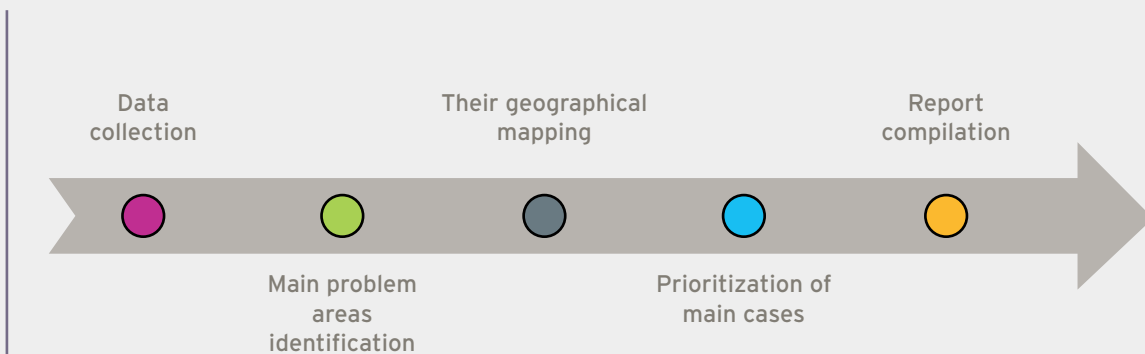 Data
collection
Main problem
areas
identification
Their geographical
mapping
Prioritization of
main cases
Report
compilation